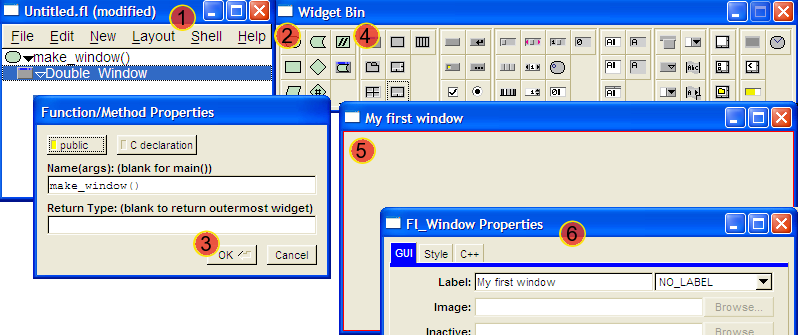 Untitled.fl (modified)
1
File Edit New Layout Shell Help
make_window()
Double_Window
Widget Bin
2
4
Function/Method Properties
public
C declaration
Name(args): (blank for main())
make_window()
Return Type: (blank to return outermost widget)
3
OK
Cancel
My first window
5
Fl_Window Properties
6
GUI Style C++
Label: My first window NO_LABEL
Image: Browse...
Inactive: Browse...